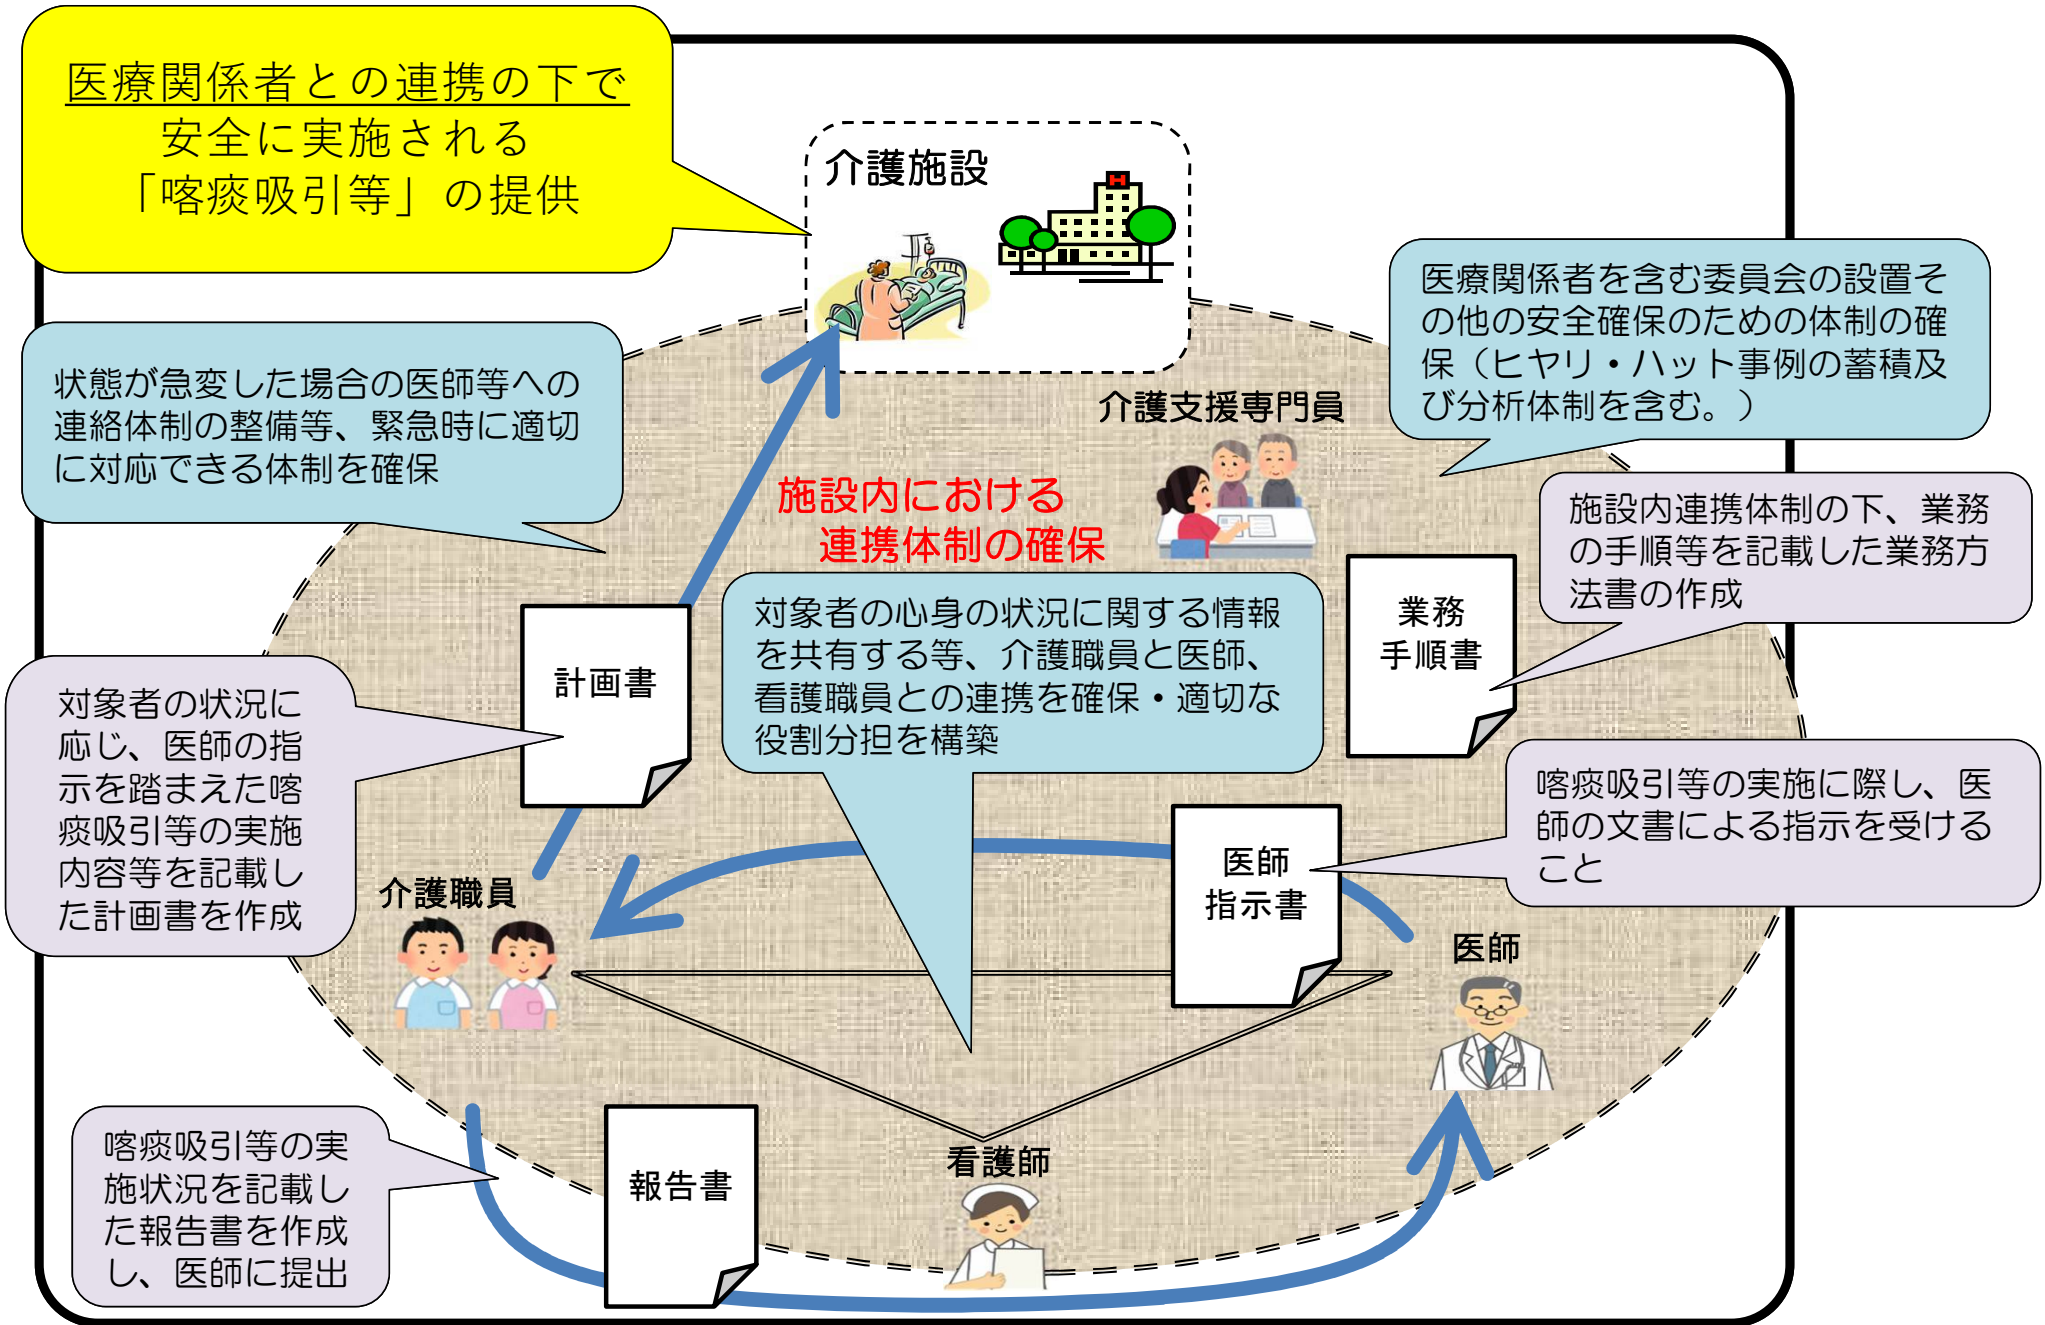 医療関係者との連携の下で
安全に実施される
「喀痰吸引等」の提供
介護施設
医療関係者を含む委員会の設置そ
の他の安全確保のための体制の確
保（ヒヤリ・ハット事例の蓄積及
び分析体制を含む。）
状態が急変した場合の医師等への
連絡体制の整備等、緊急時に適切
に対応できる体制を確保
介護支援専門員
施設内における
連携体制の確保
施設内連携体制の下、業務
の手順等を記載した業務方
法書の作成
業務
手順書
対象者の心身の状況に関する情報
を共有する等、介護職員と医師、
看護職員との連携を確保・適切な
役割分担を構築
計画書
対象者の状況に
応じ、医師の指
示を踏まえた喀
痰吸引等の実施
内容等を記載し
た計画書を作成
喀痰吸引等の実施に際し、医
師の文書による指示を受ける
こと
医師
指示書
介護職員
医師
看護師
喀痰吸引等の実
施状況を記載し
た報告書を作成
し、医師に提出
報告書
H